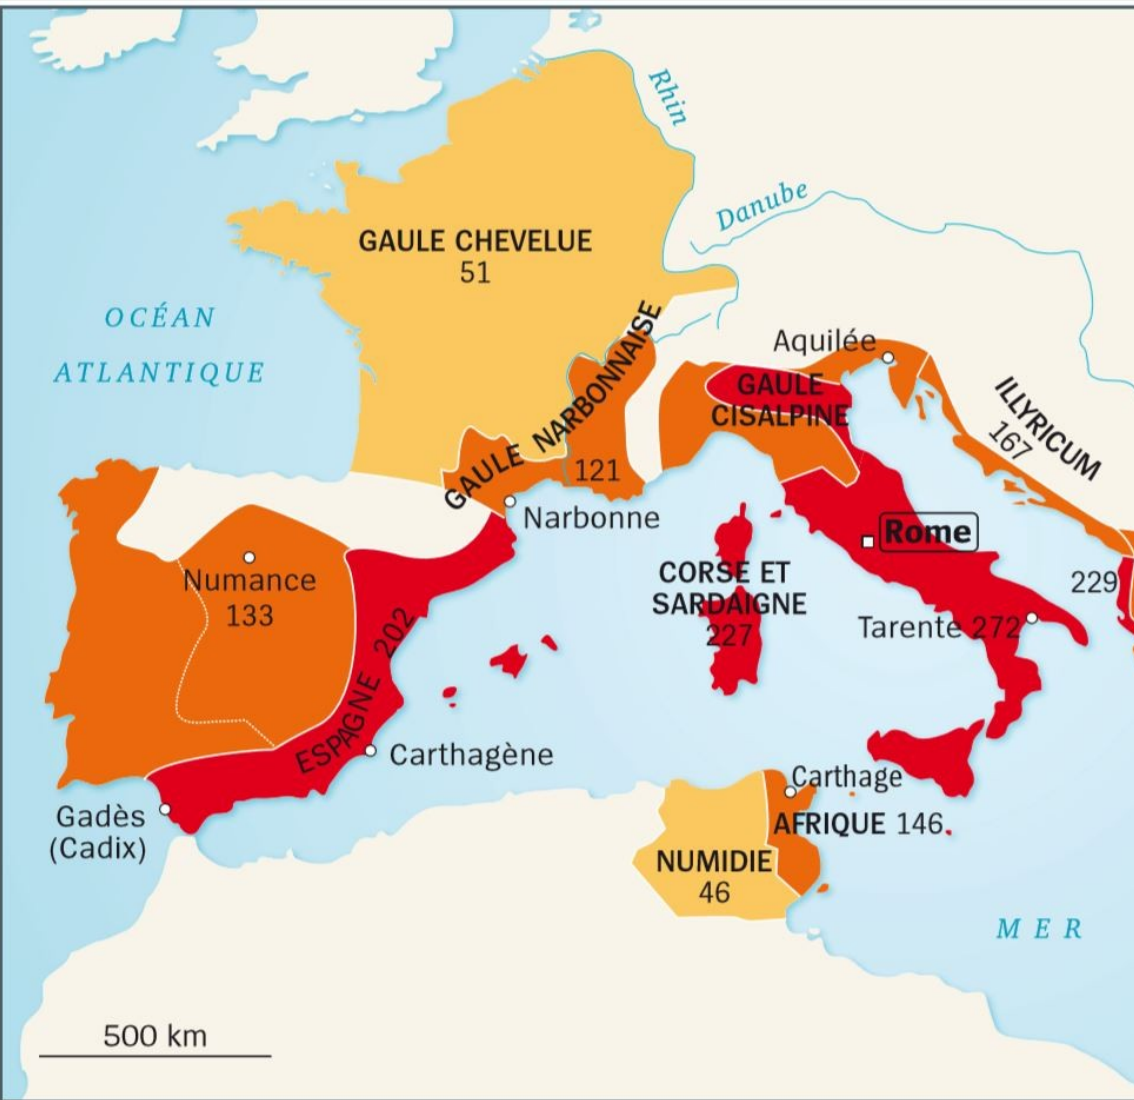 Rhin
Danube
GAULE CHEVELUE
51
OCÉAN
ATLANTIQUE
Aquilée
GAULE
CISALPINE
ILLYRICUM
167
GAULE NARBONNAISE
121
Narbonne
Rome
Numance
133
CORSE ET
SARDAIGNE
227
229
Tarente 272
ESPAGNE 202
Carthagène
Carthage
Gadès
(Cadix)
AFRIQUE 146
NUMIDIE
46
MER
500 km